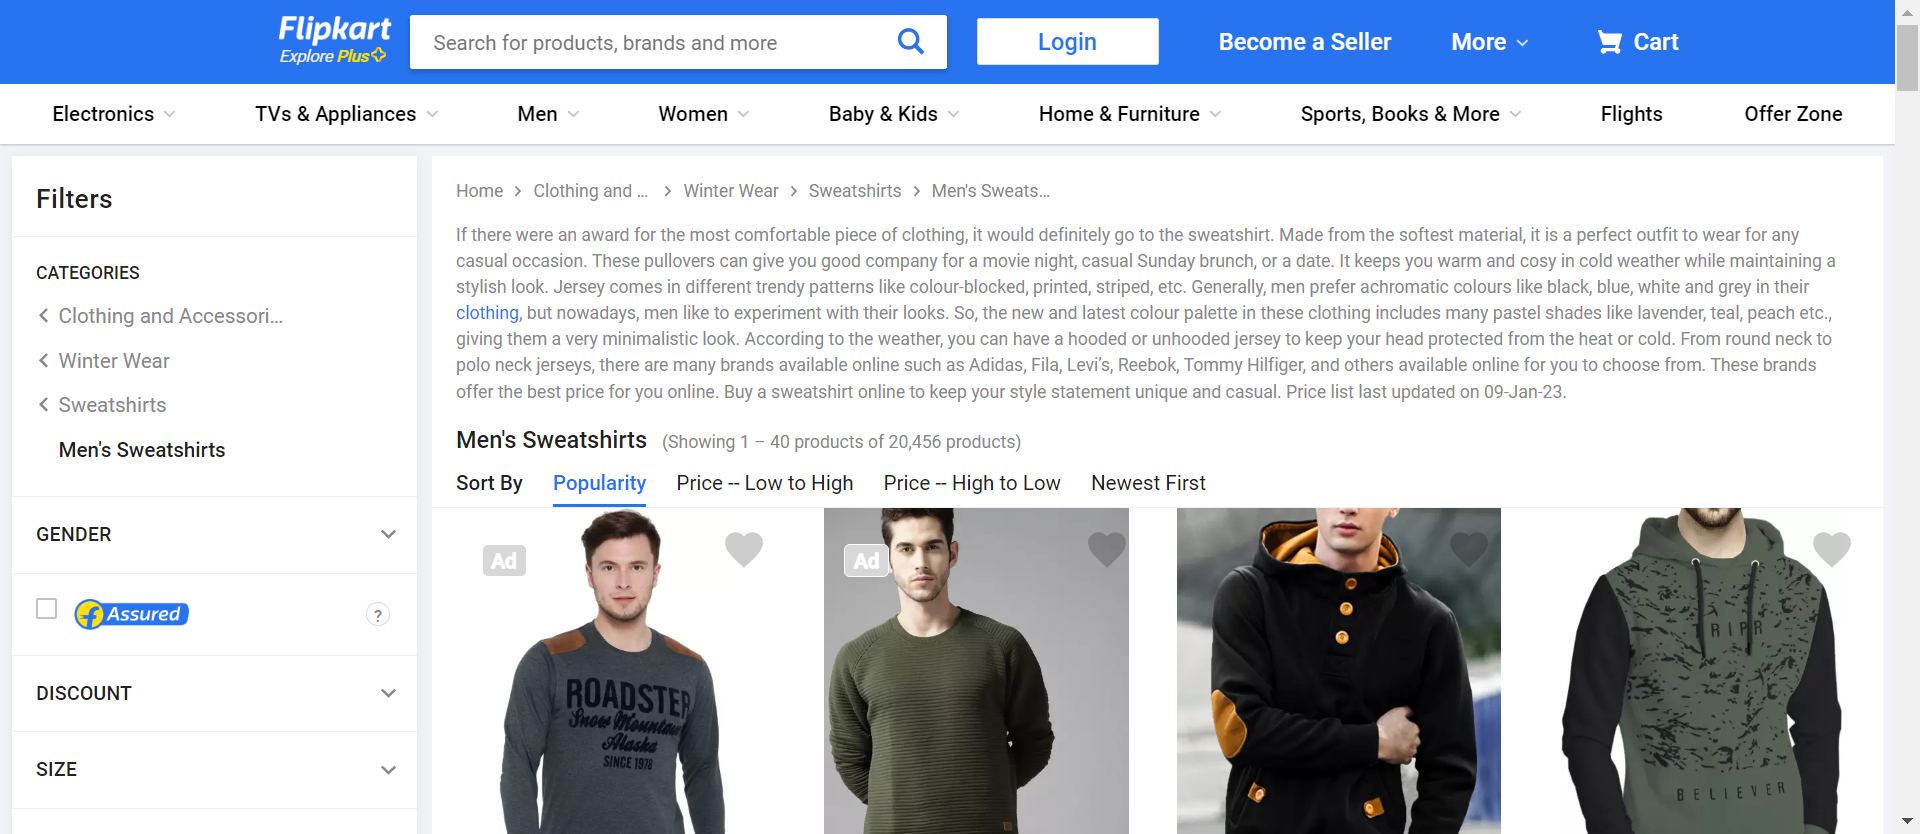 Flipkart
Explore Plus
Search for products, brands and more
Login
Become a Seller
More
Cart
Electronics
TVs & Appliances
Men
Women
Baby & Kids
Home & Furniture
Sports, Books & More
Flights
Offer Zone
Filters
CATEGORIES
Clothing and Accessori...
Winter Wear
Sweatshirts
Men's Sweatshirts
GENDER
f Assured
?
DISCOUNT
SIZE
Home
Clothing and ...
Winter Wear
Sweatshirts
Men's Sweats...
If there were an award for the most comfortable piece of clothing, it would definitely go to the sweatshirt. Made from the softest material, it is a perfect outfit to wear for any
casual occasion. These pullovers can give you good company for a movie night, casual Sunday brunch, or a date. It keeps you warm and cosy in cold weather while maintaining a
stylish look. Jersey comes in different trendy patterns like colour-blocked, printed, striped, etc. Generally, men prefer achromatic colours like black, blue, white and grey in their
clothing, but nowadays, men like to experiment with their looks. So, the new and latest colour palette in these clothing includes many pastel shades like lavender, teal, peach etc.,
giving them a very minimalistic look. According to the weather, you can have a hooded or unhooded jersey to keep your head protected from the heat or cold. From round neck to
polo neck jerseys, there are many brands available online such as Adidas, Fila, Levi’s, Reebok, Tommy Hilfiger, and others available online for you to choose from. These brands
offer the best price for you online. Buy a sweatshirt online to keep your style statement unique and casual. Price list last updated on 09-Jan-23.
Men's Sweatshirts (Showing 1 – 40 products of 20,456 products)
Sort By
Popularity
Price -- Low to High
Price -- High to Low
Newest First
Ad
ROADSTER
Snow Mountain
Alaska
SINCE 1978
Ad
TRIPR
BELIEVER